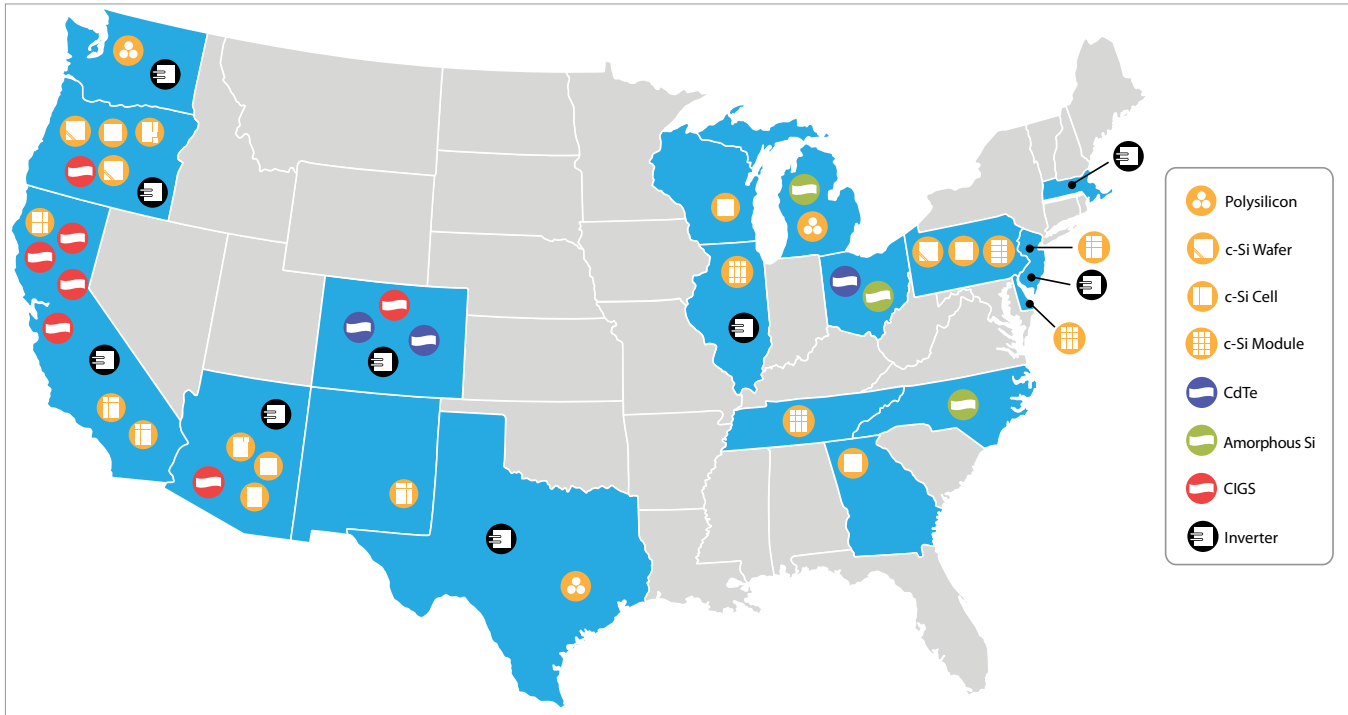 Polysilicon
c-Si Wafer
c-Si Cell
c-Si Module
CdTe
Amorphous Si
CIGS
Inverter